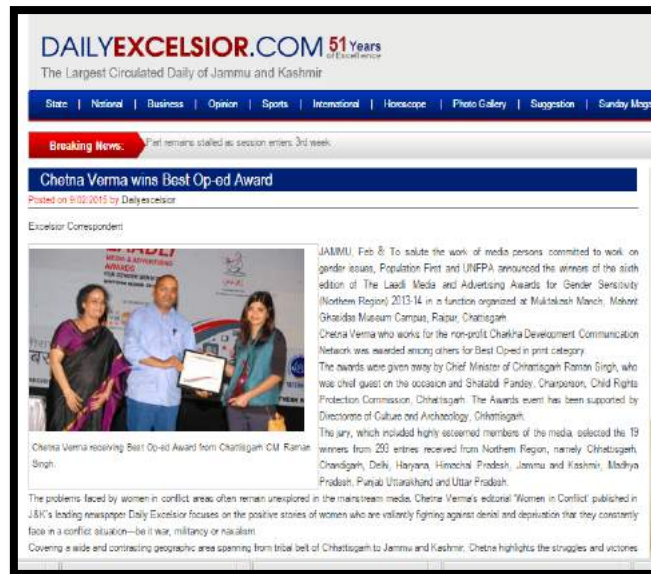 DAILYEXCELSIOR.COM 51 Years
of Excellence
The Largest Circulated Daily of Jammu and Kashmir
State | National | Business | Opinion | Sports | International | Horoscope | Photo Gallery | Suggestion | Sunday Maga
Breaking News: Parl remains stalled as session enters 3rd week
Chetna Verma wins Best Op-ed Award
Posted on 9/02/2015 by Dailyexcelsior
Excelsior Correspondent
LAADLI
MEDIA & ADVERTISING
AWARDS
FOR GENDER SENSITIVITY
Chetna Verma receiving Best Op-ed Award from Chattisgarh CM Raman
Singh.
JAMMU, Feb 8: To salute the work of media persons committed to work on
gender issues, Population First and UNFPA announced the winners of the sixth
edition of The Laadli Media and Advertising Awards for Gender Sensitivity
(Northern Region) 2013-14 in a function organized at Muktakash Manch, Mahant
Ghasidas Museum Campus, Raipur, Chattisgarh.
Chetna Verma who works for the non-profit Charkha Development Communication
Network was awarded among others for Best Op-ed in print category.
The awards were given away by Chief Minister of Chhattisgarh Raman Singh, who
was chief guest on the occasion and Shatabdi Pandey, Chairperson, Child Rights
Protection Commission, Chhattisgarh. The Awards event has been supported by
Directorate of Culture and Archaeology, Chhattisgarh.
The jury, which included highly esteemed members of the media, selected the 19
winners from 293 entries received from Northern Region, namely Chhattisgarh,
Chandigarh, Delhi, Haryana, Himachal Pradesh, Jammu and Kashmir, Madhya
Pradesh, Punjab Uttarakhand and Uttar Pradesh.
The problems faced by women in conflict areas often remain unexplored in the mainstream media. Chetna Verma's editorial 'Women in Conflict' published in
J&K's leading newspaper Daily Excelsior focuses on the positive stories of women who are valiantly fighting against denial and deprivation that they constantly
face in a conflict situation—be it war, militancy or naxalism.
Covering a wide and contrasting geographic area spanning from tribal belt of Chhattisgarh to Jammu and Kashmir, Chetna highlights the struggles and victories